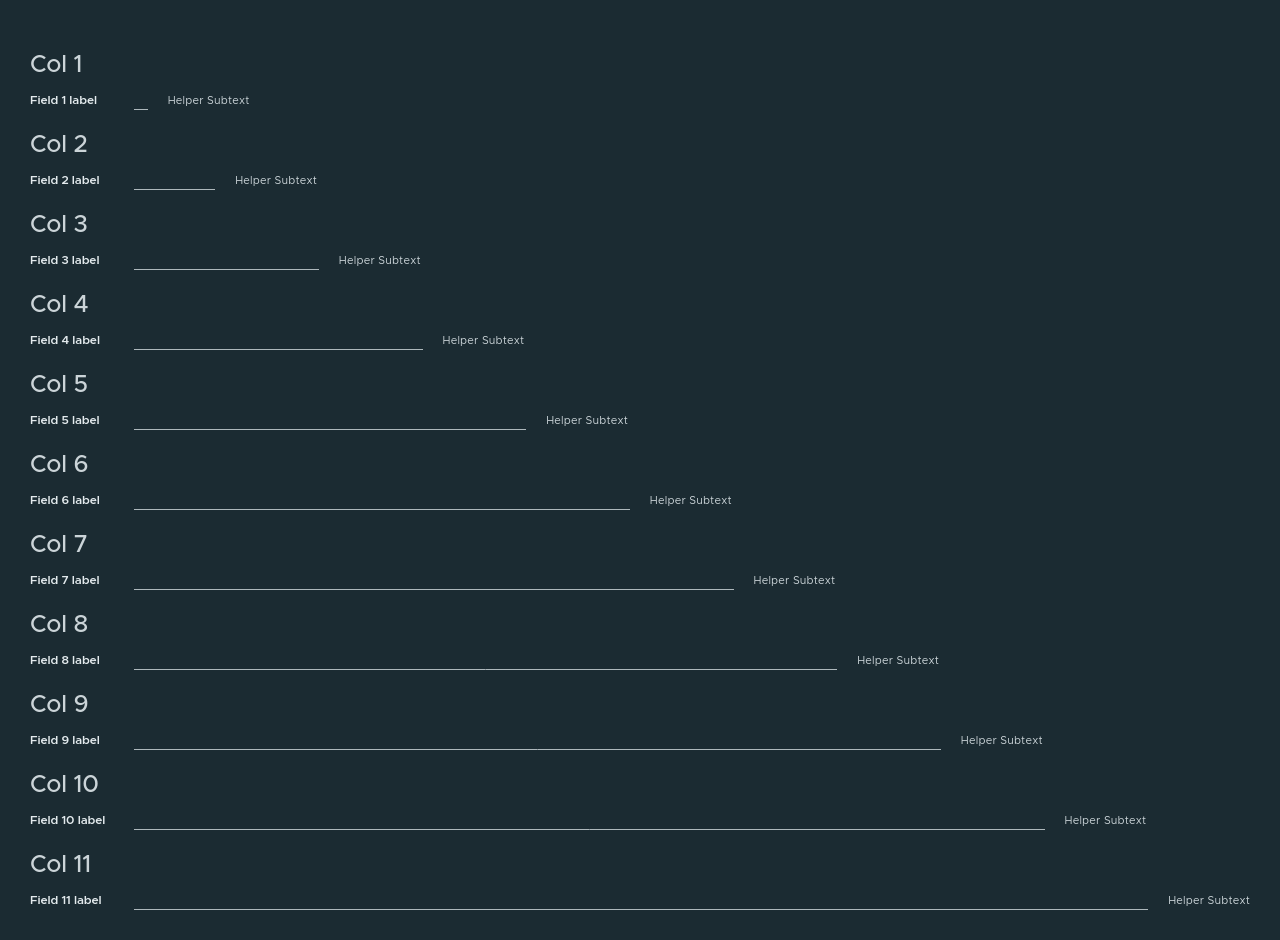 Col 1
Field 1 label Helper Subtext
Col 2
Field 2 label Helper Subtext
Col 3
Field 3 label Helper Subtext
Col 4
Field 4 label Helper Subtext
Col 5
Field 5 label Helper Subtext
Col 6
Field 6 label Helper Subtext
Col 7
Field 7 label Helper Subtext
Col 8
Field 8 label Helper Subtext
Col 9
Field 9 label Helper Subtext
Col 10
Field 10 label Helper Subtext
Col 11
Field 11 label Helper Subtext